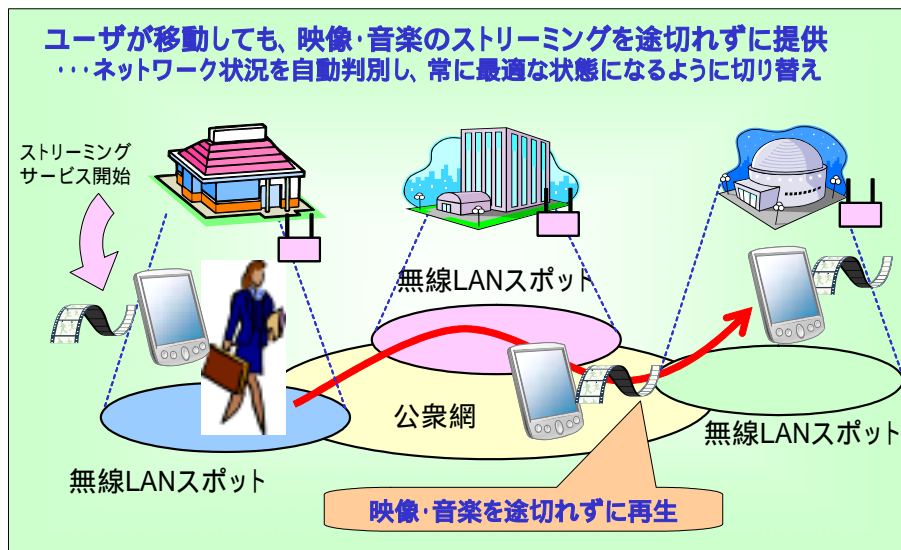 ユーザが移動しても、映像・音楽のストリーミングを途切れずに提供
・・・ネットワーク状況を自動判別し、常に最適な状態になるように切り替え
ストリーミング
サービス開始
無線LANスポット
公衆網
無線LANスポット
無線LANスポット
映像・音楽を途切れずに再生